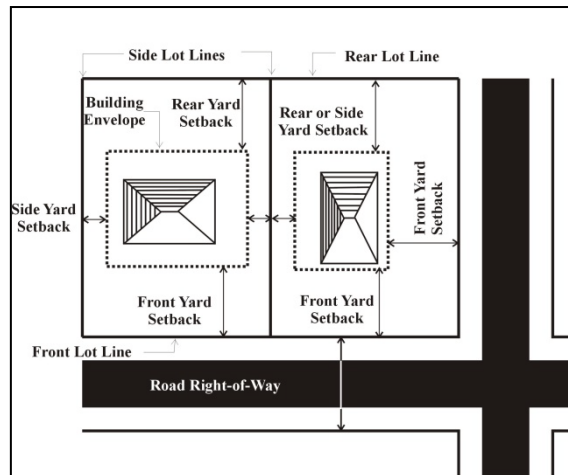 Side Lot Lines
Rear Lot Line
Building
Envelope
Rear Yard
Setback
Rear or Side
Yard Setback
Side Yard
Setback
Front Yard
Setback
Front Yard
Setback
Front Yard
Setback
Front Lot Line
Road Right-of-Way